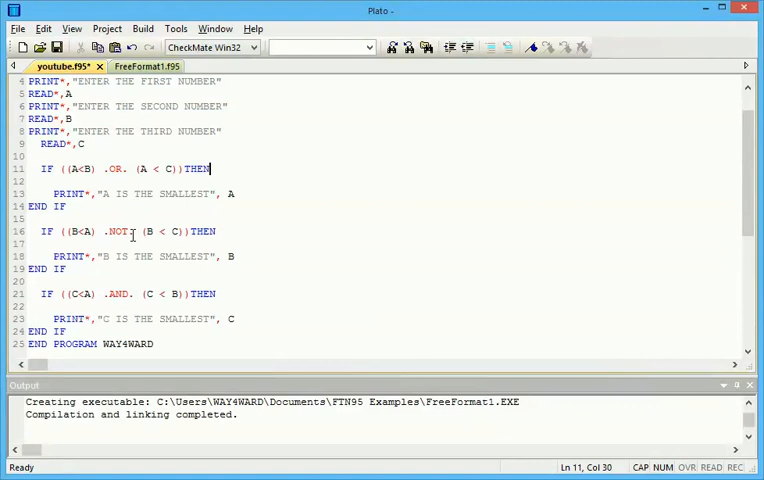 Plato -
File Edit View Project Build Tools Window Help
CheckMate Win32
youtube.f95* FreeFormat1.f95
4 PRINT*,"ENTER THE FIRST NUMBER"
5 READ*,A
6 PRINT*,"ENTER THE SECOND NUMBER"
7 READ*,B
8 PRINT*,"ENTER THE THIRD NUMBER"
9 READ*,C
10
11 IF ((A<B) .OR. (A < C))THEN
12
13 PRINT*,"A IS THE SMALLEST", A
14 END IF
15
16 IF ((B<A) .NOT. (B < C))THEN
17
18 PRINT*,"B IS THE SMALLEST", B
19 END IF
20
21 IF ((C<A) .AND. (C < B))THEN
22
23 PRINT*,"C IS THE SMALLEST", C
24 END IF
25 END PROGRAM WAY4WARD
Output
Creating executable: C:\Users\WAY4WARD\Documents\FTN95 Examples\FreeFormat1.EXE
Compilation and linking completed.
Ready Ln 11, Col 30 CAP NUM OVR READ REC